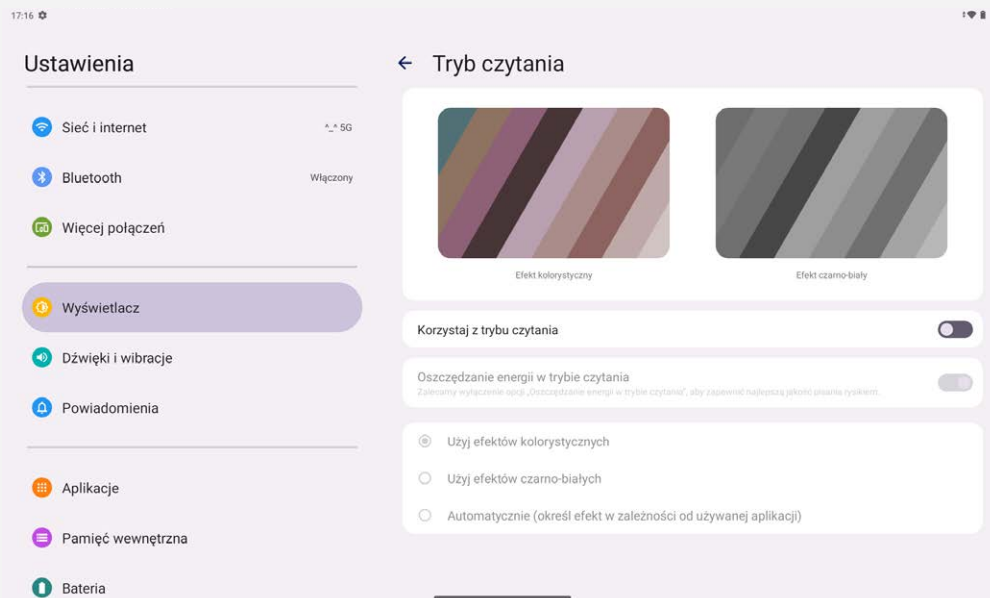 17:16
Ustawienia
Sieć i internet
^_^ 5G
Bluetooth
Włączony
Więcej połączeń
Wyświetlacz
Dźwięki i wibracje
Powiadomienia
Aplikacje
Pamięć wewnętrzna
Bateria
Tryb czytania
Efekt kolorystyczny
Efekt czarno-biały
Korzystaj z trybu czytania
Oszczędzanie energii w trybie czytania
Zalecamy wyłączenie opcji „Oszczędzanie energii w trybie czytania”, aby zapewnić najlepszą jakość pisania rysikiem.
Użyj efektów kolorystycznych
Użyj efektów czarno-białych
Automatycznie (określ efekt w zależności od używanej aplikacji)